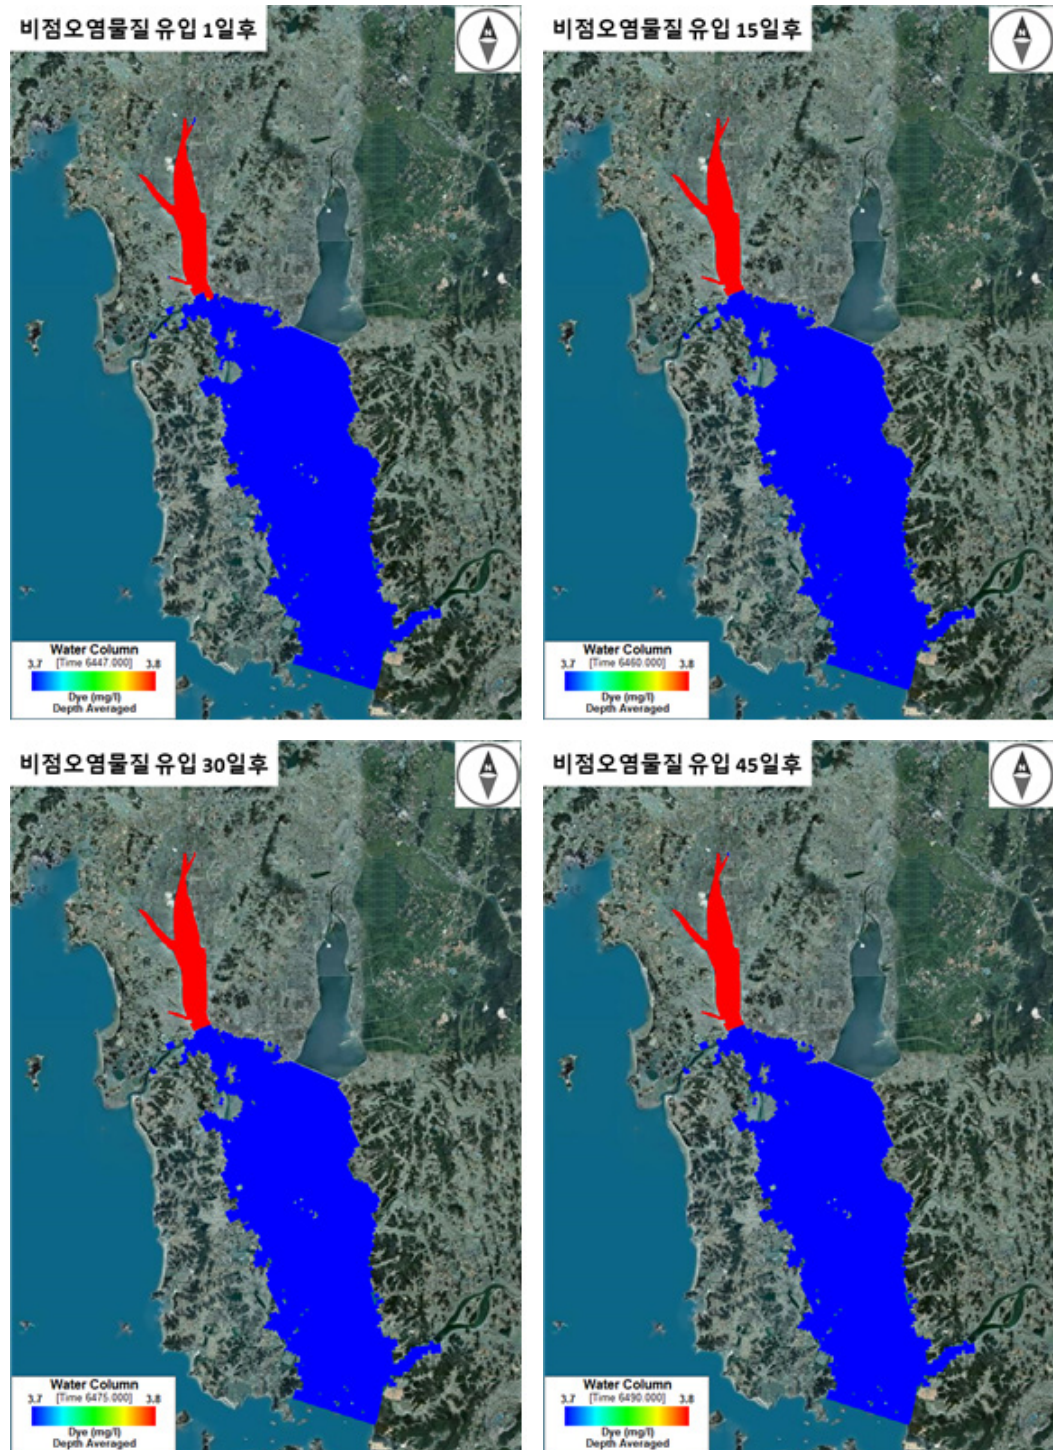 비점오염물질 유입 1일후
N
Water Column
[Time 6447.000]
3.7 3.8
Dye (mg/l)
Depth Averaged
비점오염물질 유입 15일후
N
Water Column
[Time 6460.000]
3.7 3.8
Dye (mg/l)
Depth Averaged
비점오염물질 유입 30일후
N
Water Column
[Time 6475.000]
3.7 3.8
Dye (mg/l)
Depth Averaged
비점오염물질 유입 45일후
N
Water Column
[Time 6490.000]
3.7 3.8
Dye (mg/l)
Depth Averaged